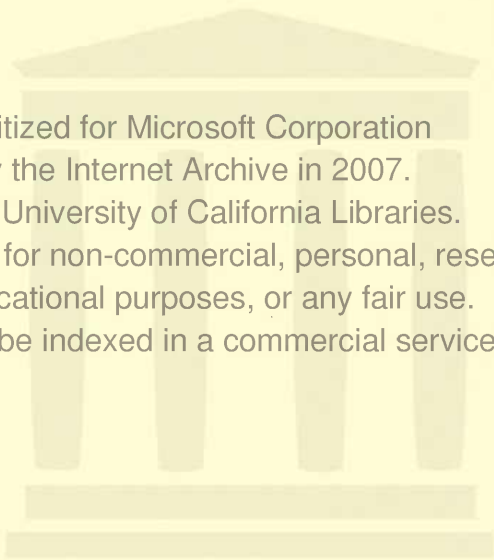 itized for Microsoft Corporation
the Internet Archive in 2007.
University of California Libraries.
for non-commercial, personal, rese
cational purposes, or any fair use.
be indexed in a commercial service